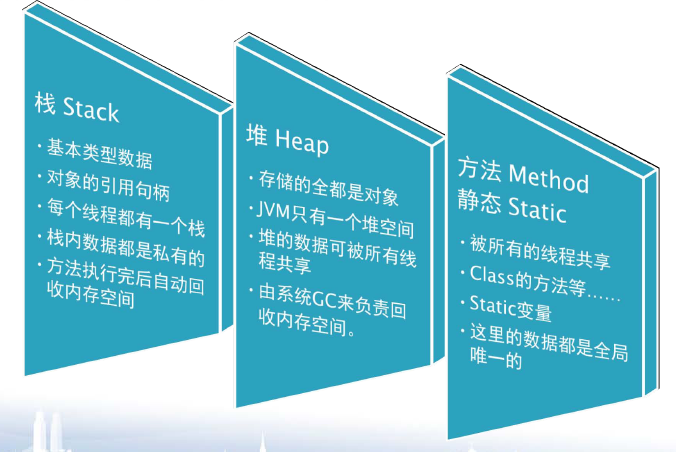 栈 Stack
·基本类型数据
·对象的引用句柄
·每个线程都有一个栈
·栈内数据都是私有的
·方法执行完后自动回
收内存空间
堆 Heap
·存储的全都是对象
·JVM只有一个堆空间
·堆的数据可被所有线
程共享
·由系统GC来负责回
收内存空间。
方法 Method
静态 Static
·被所有的线程共享
·Class的方法等……
·Static变量
·这里的数据都是全局
唯一的